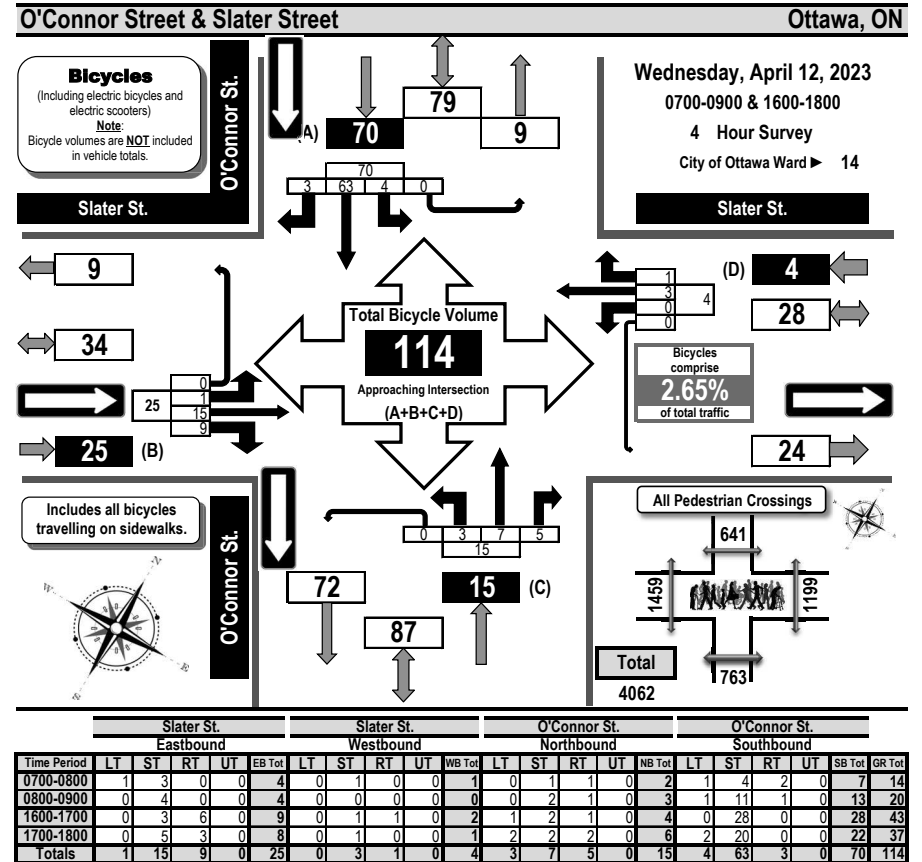 O'Connor Street & Slater Street Ottawa, ON
Bicycles
(Including electric bicycles and
electric scooters)
Note:
Bicycle volumes are NOT included
in vehicle totals.
O'Connor St.
Slater St.
(A) 70
79
9
70
3 63 4 0
Wednesday, April 12, 2023
0700-0900 & 1600-1800
4 Hour Survey
City of Ottawa Ward ► 14
Slater St.
9
34
0
1
15
9
25
25 (B)
Total Bicycle Volume
114
Approaching Intersection
(A+B+C+D)
(D) 4
1
3
0
0
4
28
Bicycles
comprise
2.65%
of total traffic
24
Includes all bicycles
travelling on sidewalks.
N
E
S
W
O'Connor St.
0 3 7 5
15
72
15 (C)
87
All Pedestrian Crossings
641
1459
1199
763
Total
4062
Slater St. Slater St. O'Connor St. O'Connor St.
Eastbound Westbound Northbound Southbound
Time Period LT ST RT UT EB Tot LT ST RT UT WB Tot LT ST RT UT NB Tot LT ST RT UT SB Tot GR Tot
0700-0800 1 3 0 0 4 0 1 0 0 1 0 1 1 0 2 1 4 2 0 7 14
0800-0900 0 4 0 0 4 0 0 0 0 0 0 2 1 0 3 1 11 1 0 13 20
1600-1700 0 3 6 0 9 0 1 1 0 2 1 2 1 0 4 0 28 0 0 28 43
1700-1800 0 5 3 0 8 0 1 0 0 1 2 2 2 0 6 2 20 0 0 22 37
Totals 1 15 9 0 25 0 3 1 0 4 3 7 5 0 15 4 63 3 0 70 114